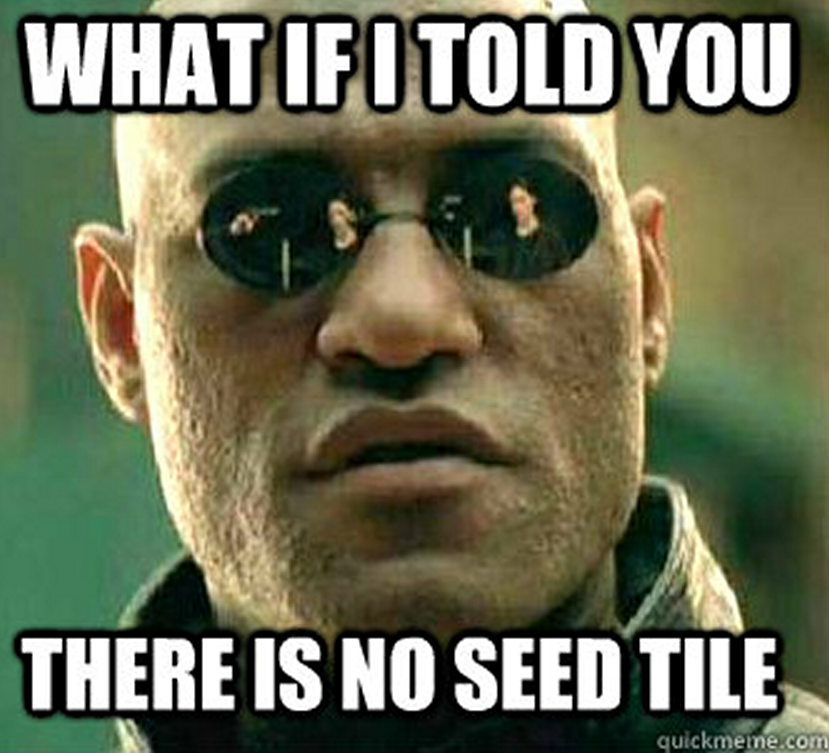 WHAT IF I TOLD YOU
THERE IS NO SEED TILE
quickmeme.com